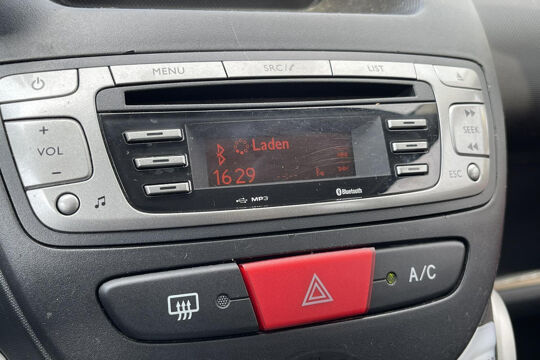 MENU
SRC/
LIST
+
VOL
-
SEEK
ESC
Laden
16 29
MP3
Bluetooth
A/C